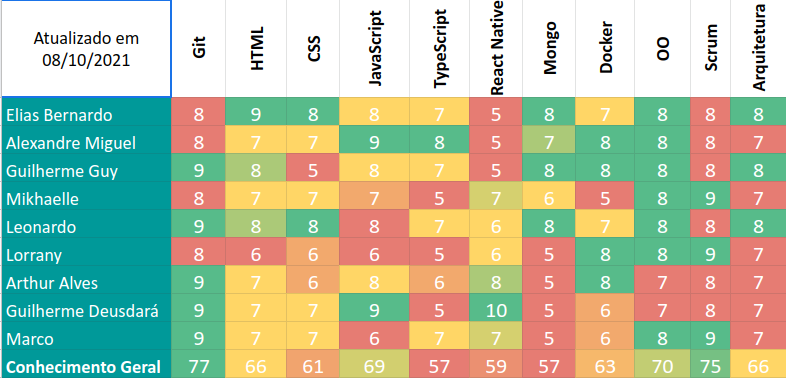 Atualizado em
08/10/2021
Git HTML CSS JavaScript TypeScript React Native Mongo Docker OO Scrum Arquitetura
Elias Bernardo 8 9 8 8 7 5 8 7 8 8 8
Alexandre Miguel 8 7 7 9 8 5 7 8 8 8 7
Guilherme Guy 9 8 5 8 7 5 8 8 8 8 8
Mikhaelle 8 7 7 7 5 7 6 5 8 9 7
Leonardo 9 8 8 8 7 6 8 7 8 8 8
Lorrany 8 6 6 6 5 6 5 8 8 9 7
Arthur Alves 9 7 6 8 6 8 5 8 7 8 7
Guilherme Deusdará 9 7 7 9 5 10 5 6 7 8 7
Marco 9 7 7 6 7 7 5 6 8 9 7
Conhecimento Geral 77 66 61 69 57 59 57 63 70 75 66